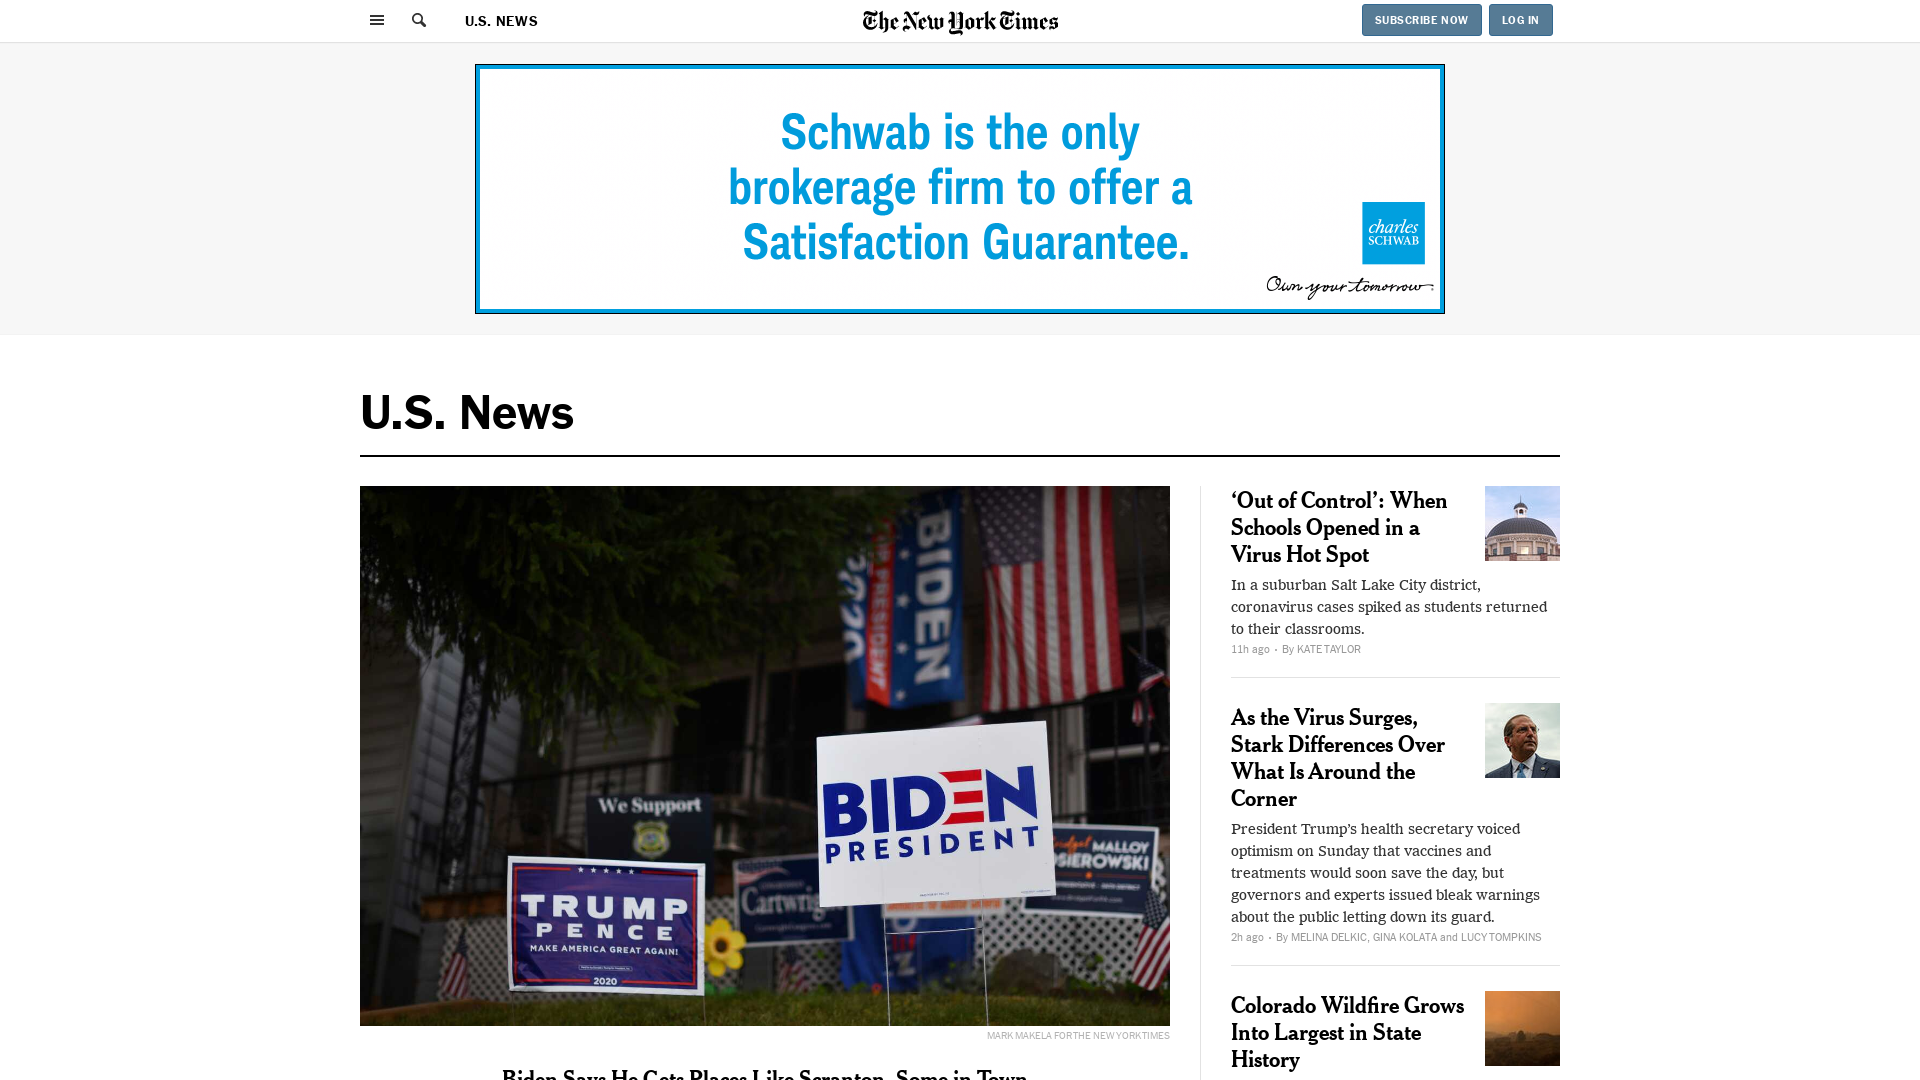 U.S. NEWS
The New York Times
SUBSCRIBE NOW
LOG IN
Schwab is the only
brokerage firm to offer a
Satisfaction Guarantee.
charles
SCHWAB
Own your tomorrow.
U.S. News
BIDEN
PRESIDENT
BIDEN
PRESIDENT
We Support
TRUMP
PENCE
MAKE AMERICA GREAT AGAIN!
2020
Cartwright
MALLOY
MARK MAKELA FOR THE NEW YORK TIMES
Biden Says He Gets Places Like Scranton. Some in Town
‘Out of Control’: When
Schools Opened in a
Virus Hot Spot
In a suburban Salt Lake City district,
coronavirus cases spiked as students returned
to their classrooms.
11h ago • By KATE TAYLOR
As the Virus Surges,
Stark Differences Over
What Is Around the
Corner
President Trump’s health secretary voiced
optimism on Sunday that vaccines and
treatments would soon save the day, but
governors and experts issued bleak warnings
about the public letting down its guard.
2h ago • By MELINA DELKIC, GINA KOLATA and LUCY TOMPKINS
Colorado Wildfire Grows
Into Largest in State
History